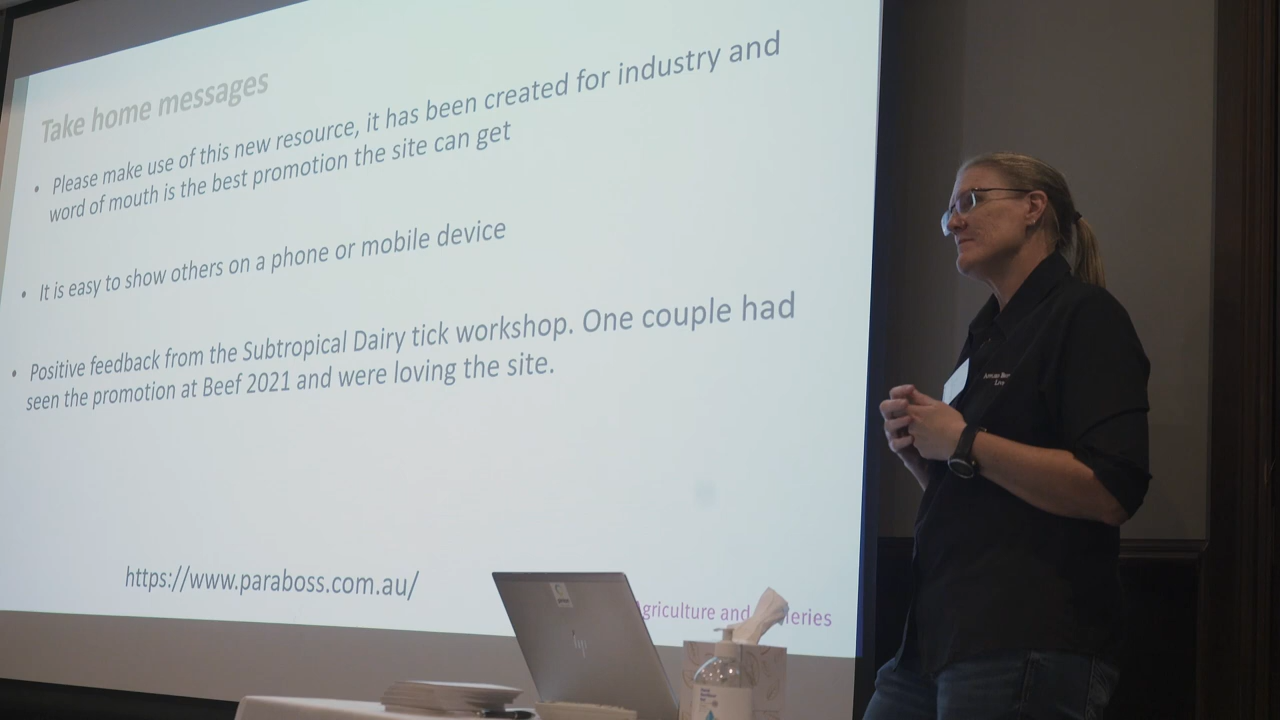 Take home messages
• Please make use of this new resource, it has been created for industry and
word of mouth is the best promotion the site can get
• It is easy to show others on a phone or mobile device
• Positive feedback from the Subtropical Dairy tick workshop. One couple had
seen the promotion at Beef 2021 and were loving the site.
https://www.paraboss.com.au/
griculture and eries
hp